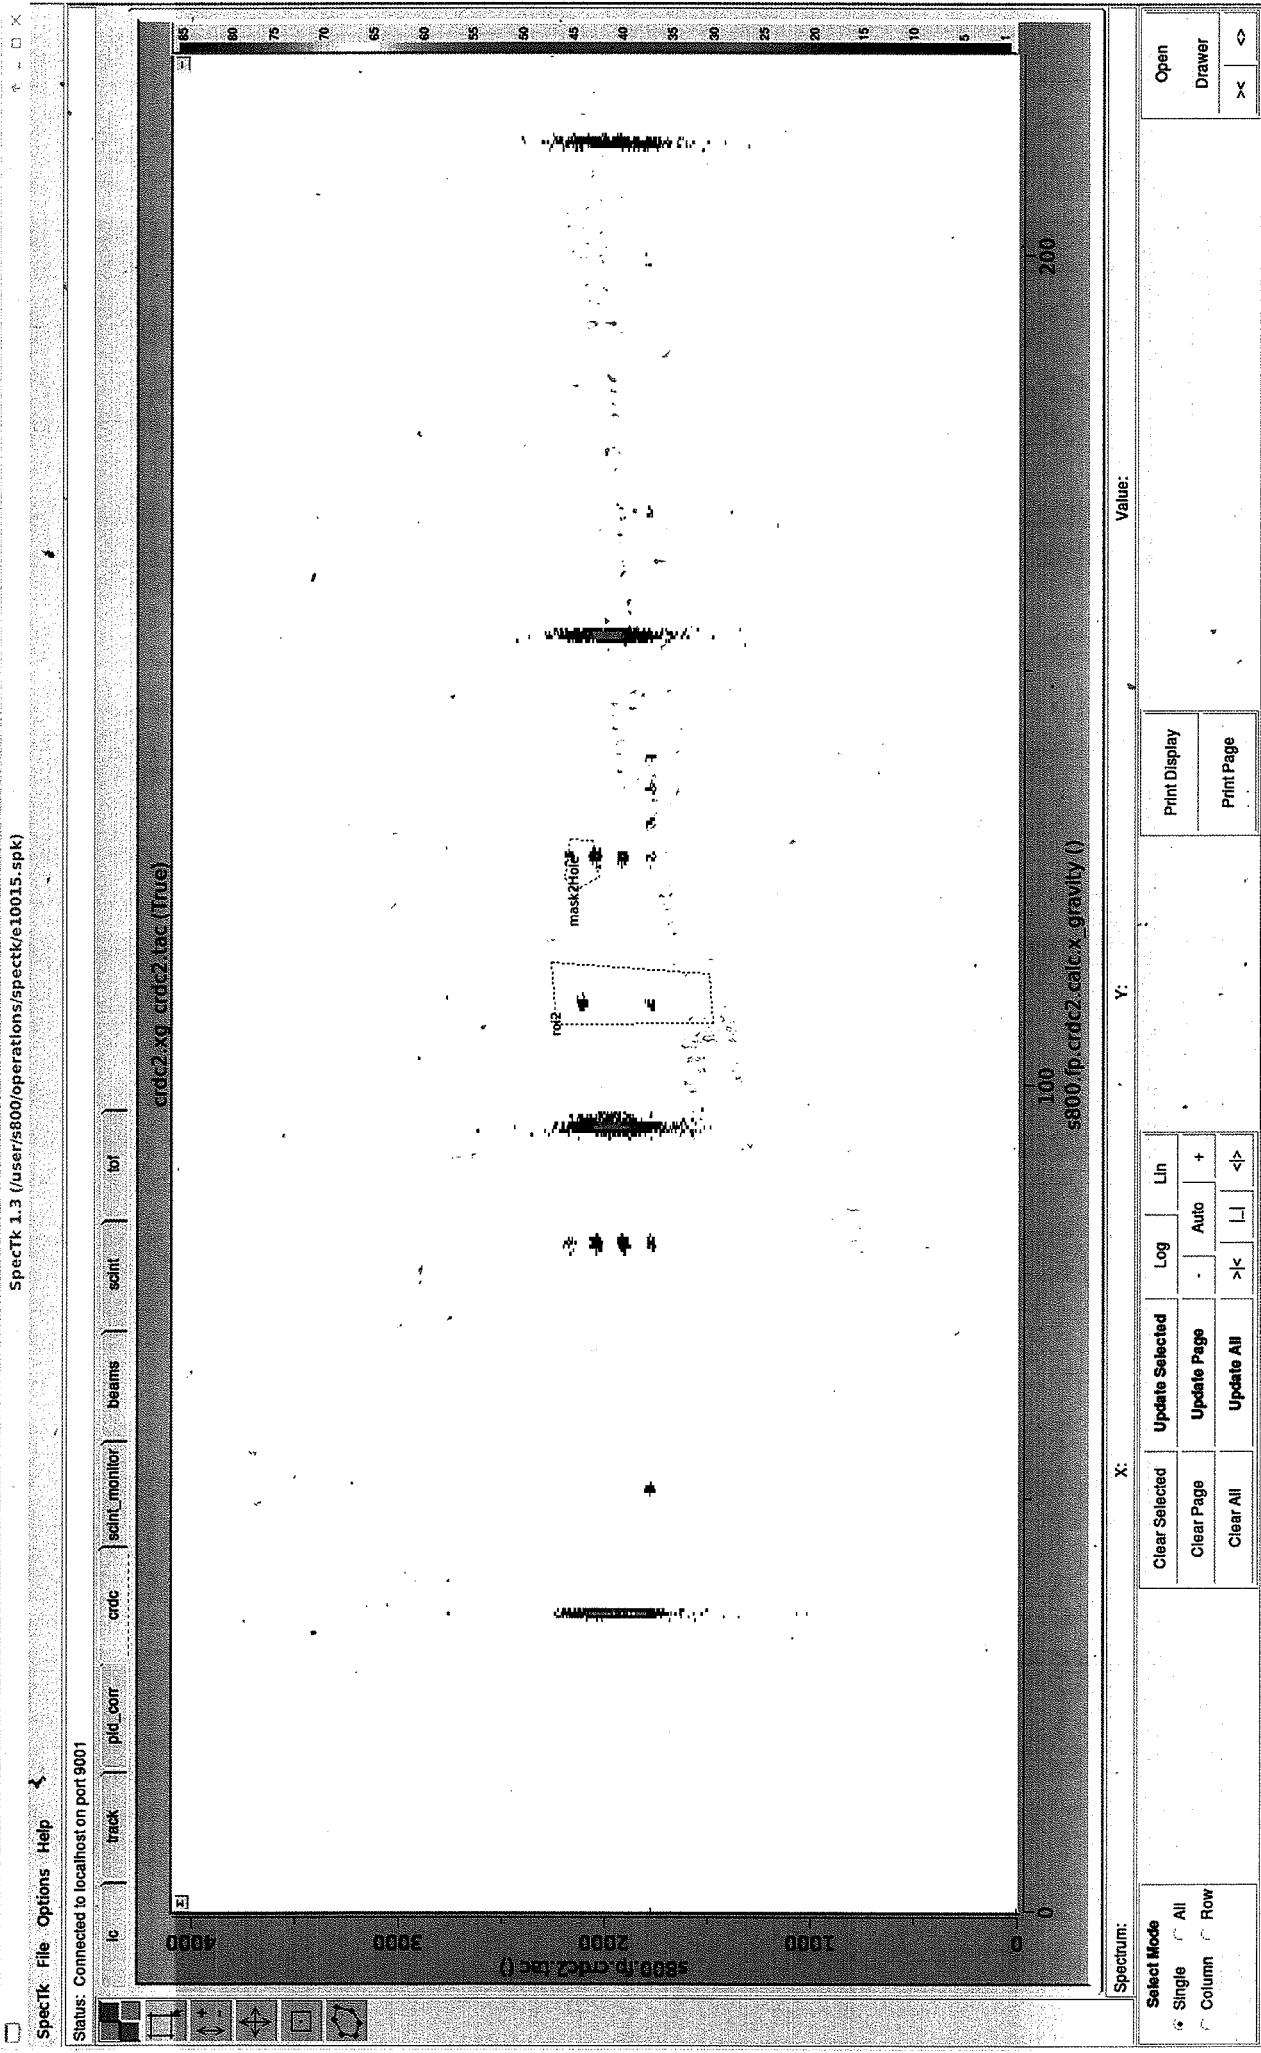 SpecTk 1.3 (/user/s800/operations/spectk/e10015.spk)
SpecTk File Options Help
Status: Connected to localhost on port 9001
ic track pid_corr crdc scint_monitor beams scint tof
crdc2.xg_crdc2.tac (True)
s800.fp.crdc2.tac ()
4000
3000
2000
1000
0
mask2Hole
roi2
85
80
75
70
65
60
55
50
45
40
35
30
25
20
15
10
5
1
0 100 200
s800.fp.crdc2.calc.x_gravity ()
Spectrum: X: Y: Value:
Select Mode
Single All
Column Row
Clear Selected Update Selected Log Lin
Clear Page Update Page - Auto +
Clear All Update All >|< |_| <|>
Print Display
Print Page
Open
Drawer
>< <>